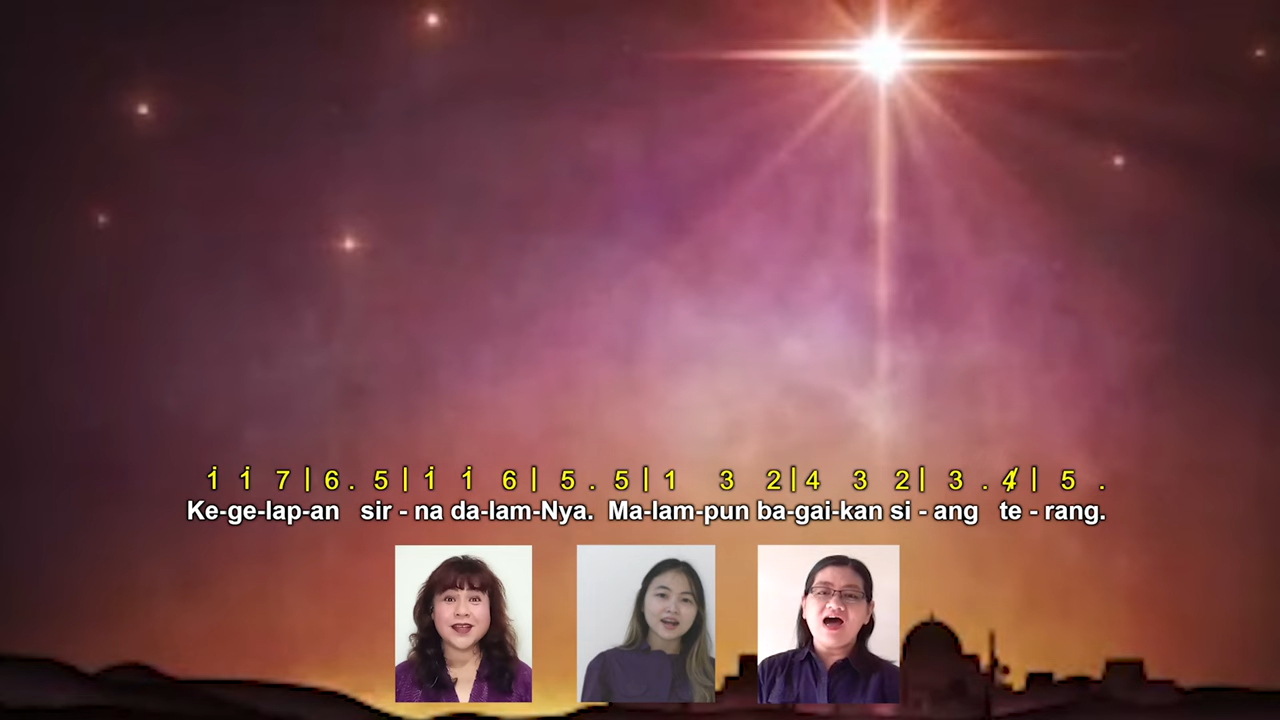 i i 7 | 6 . 5 | i i 6 | 5 . 5 | 1 3 2 | 4 3 2 | 3 . 4̸ | 5 .
Ke-ge-lap-an sir - na da-lam-Nya. Ma-lam-pun ba-gai-kan si - ang te - rang.